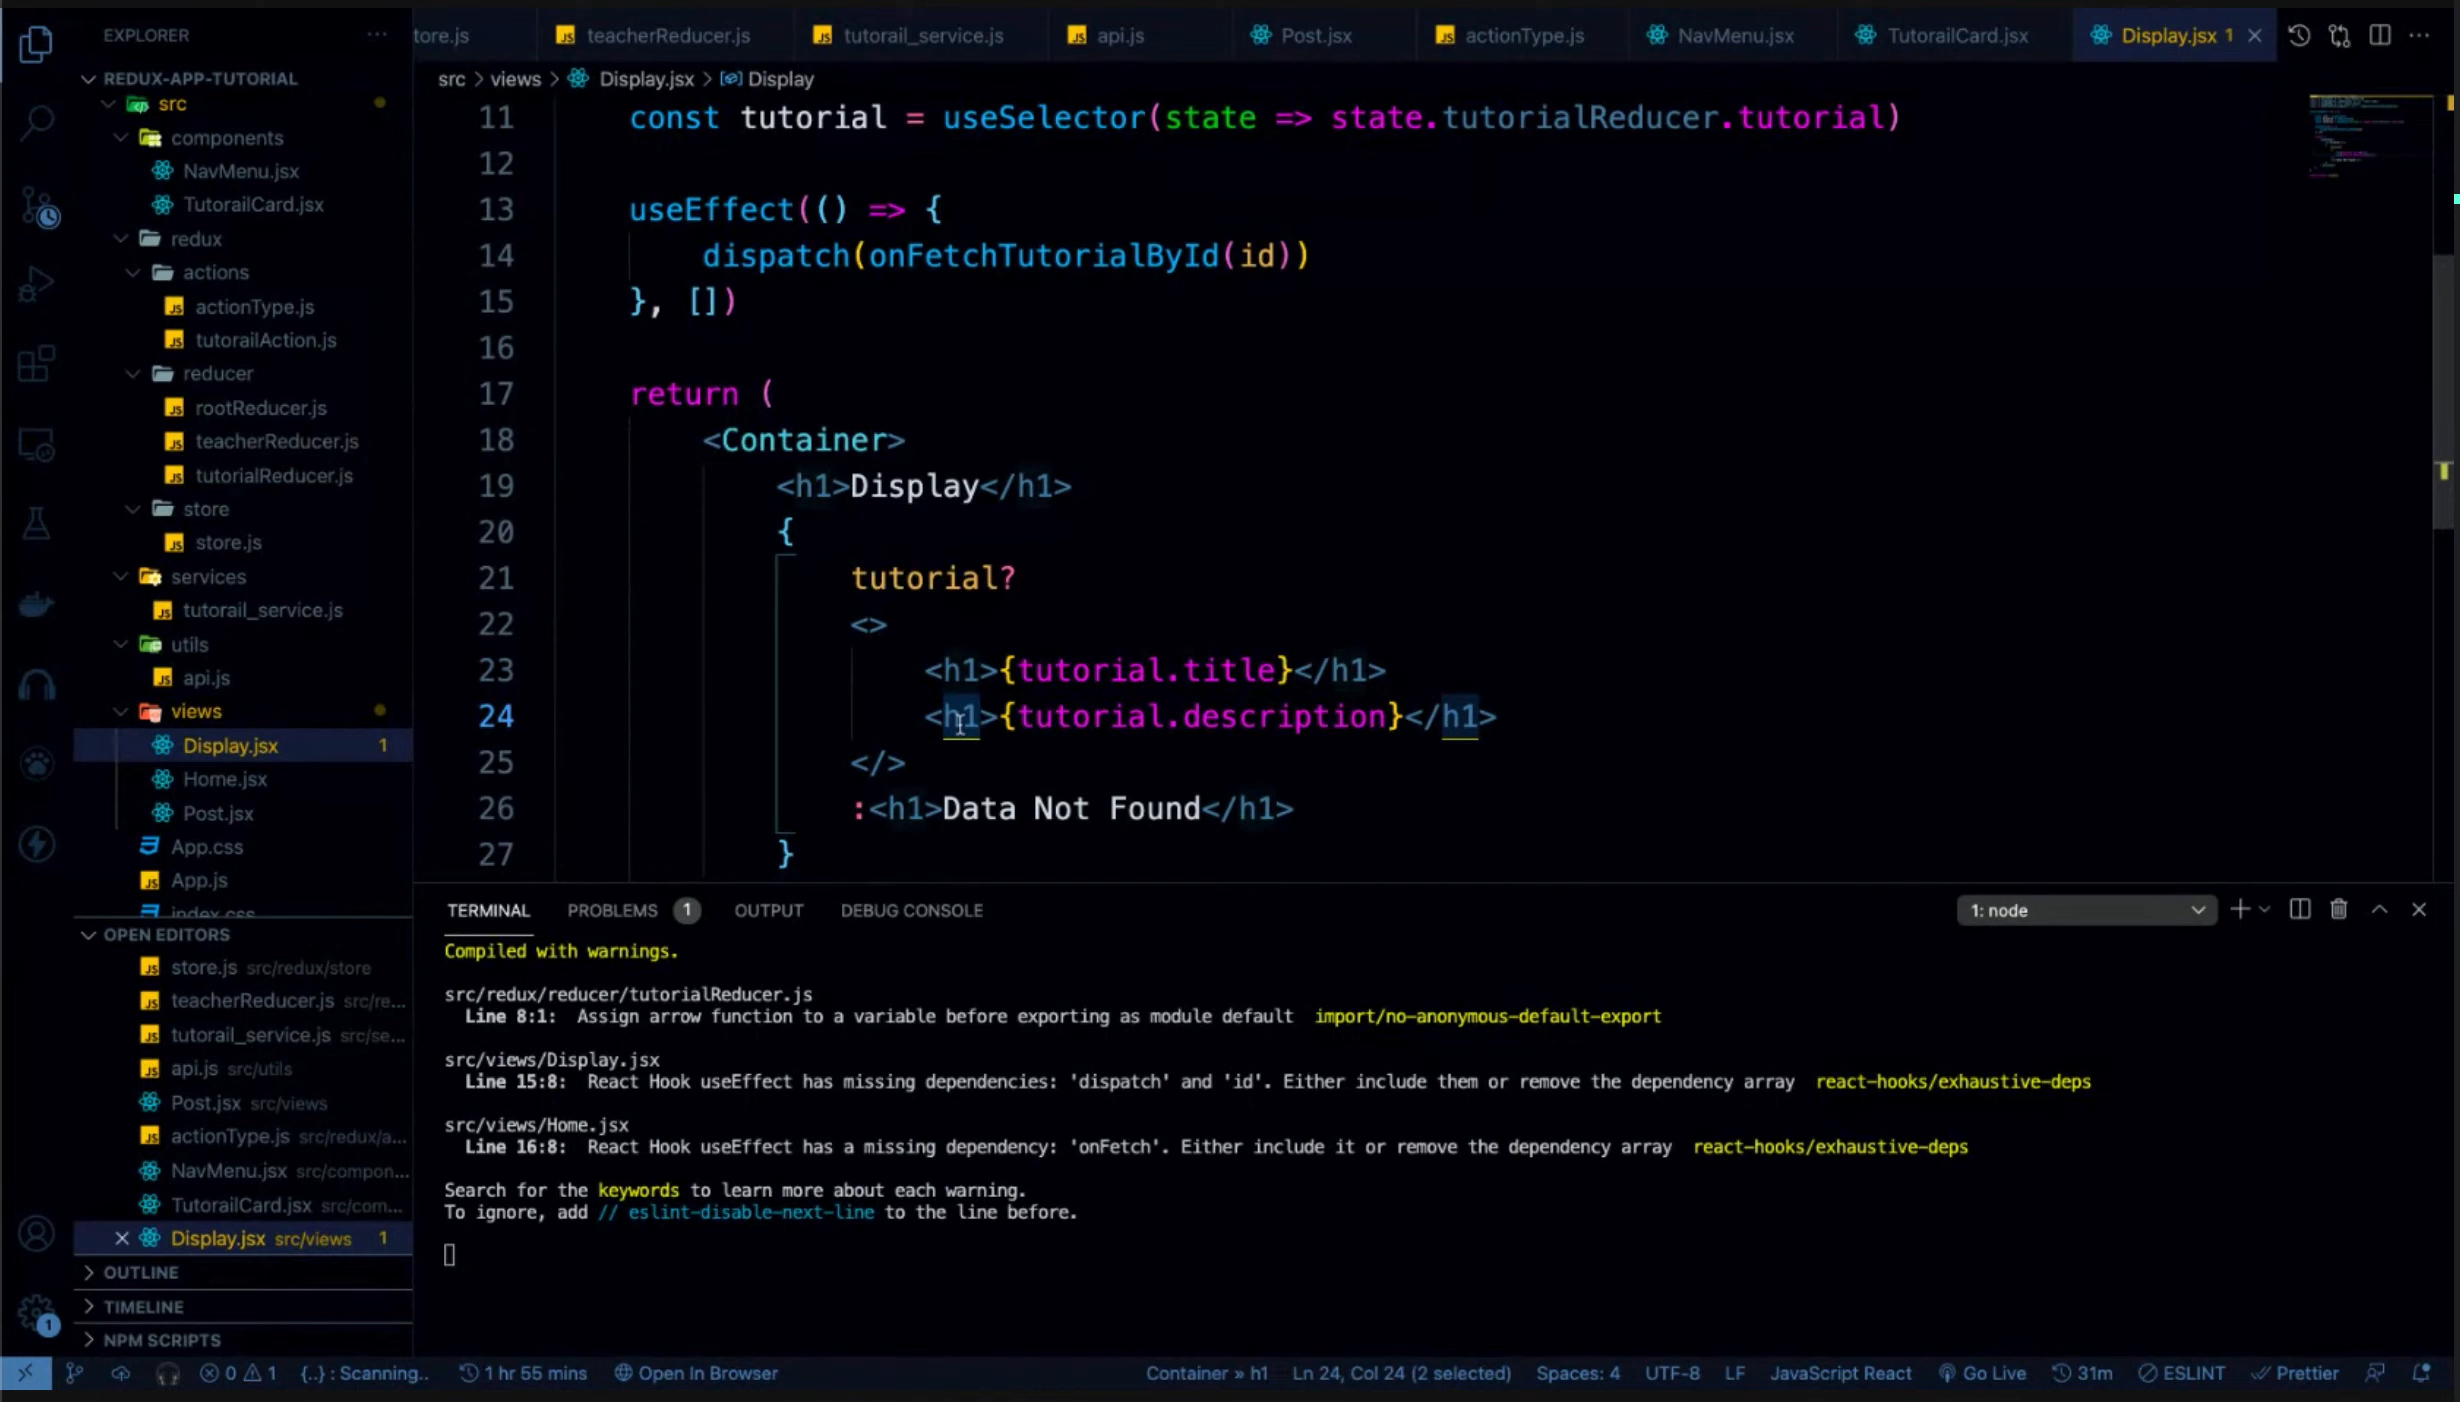 EXPLORER
REDUX-APP-TUTORIAL
src
components
NavMenu.jsx
TutorailCard.jsx
redux
actions
actionType.js
tutorailAction.js
reducer
rootReducer.js
teacherReducer.js
tutorialReducer.js
store
store.js
services
tutorail_service.js
utils
api.js
views
Display.jsx 1
Home.jsx
Post.jsx
App.css
App.js
index.css
OPEN EDITORS
store.js src/redux/store
teacherReducer.js src/re...
tutorail_service.js src/se...
api.js src/utils
Post.jsx src/views
actionType.js src/redux/a...
NavMenu.jsx src/compon...
TutorailCard.jsx src/com...
Display.jsx src/views 1
OUTLINE
TIMELINE
NPM SCRIPTS
1
tore.js teacherReducer.js tutorail_service.js api.js Post.jsx actionType.js NavMenu.jsx TutorailCard.jsx Display.jsx 1
src > views > Display.jsx > Display
11 const tutorial = useSelector(state => state.tutorialReducer.tutorial)
12
13 useEffect(() => {
14 dispatch(onFetchTutorialById(id))
15 }, [])
16
17 return (
18 <Container>
19 <h1>Display</h1>
20 {
21 tutorial?
22 <>
23 <h1>{tutorial.title}</h1>
24 <h1>{tutorial.description}</h1>
25 </>
26 :<h1>Data Not Found</h1>
27 }
TERMINAL PROBLEMS 1 OUTPUT DEBUG CONSOLE 1: node
Compiled with warnings.
src/redux/reducer/tutorialReducer.js
Line 8:1: Assign arrow function to a variable before exporting as module default import/no-anonymous-default-export
src/views/Display.jsx
Line 15:8: React Hook useEffect has missing dependencies: 'dispatch' and 'id'. Either include them or remove the dependency array react-hooks/exhaustive-deps
src/views/Home.jsx
Line 16:8: React Hook useEffect has a missing dependency: 'onFetch'. Either include it or remove the dependency array react-hooks/exhaustive-deps
Search for the keywords to learn more about each warning.
To ignore, add // eslint-disable-next-line to the line before.
0 1 {..} : Scanning.. 1 hr 55 mins Open In Browser Container » h1 Ln 24, Col 24 (2 selected) Spaces: 4 UTF-8 LF JavaScript React Go Live 31m ESLINT Prettier